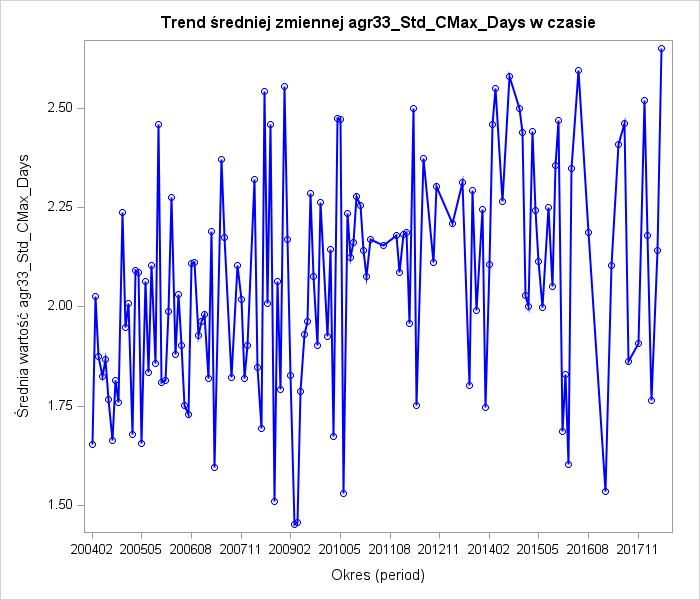 Trend średniej zmiennej agr33_Std_CMax_Days w czasie
Średnia wartość agr33_Std_CMax_Days
2.50
2.25
2.00
1.75
1.50
200402 200505 200608 200711 200902 201005 201108 201211 201402 201505 201608 201711
Okres (period)